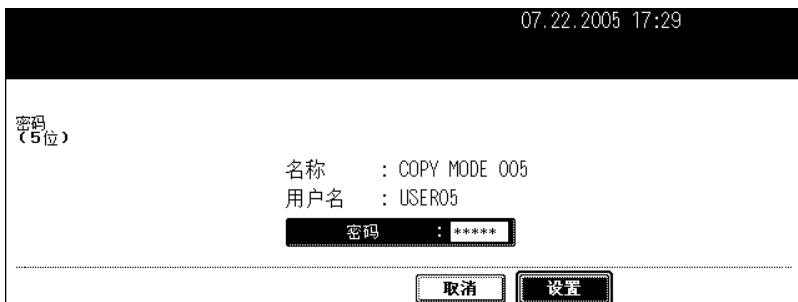 07.22.2005 17:29
密码
(5位)
名称 : COPY MODE 005
用户名 : USER05
密码 : *****
取消 设置